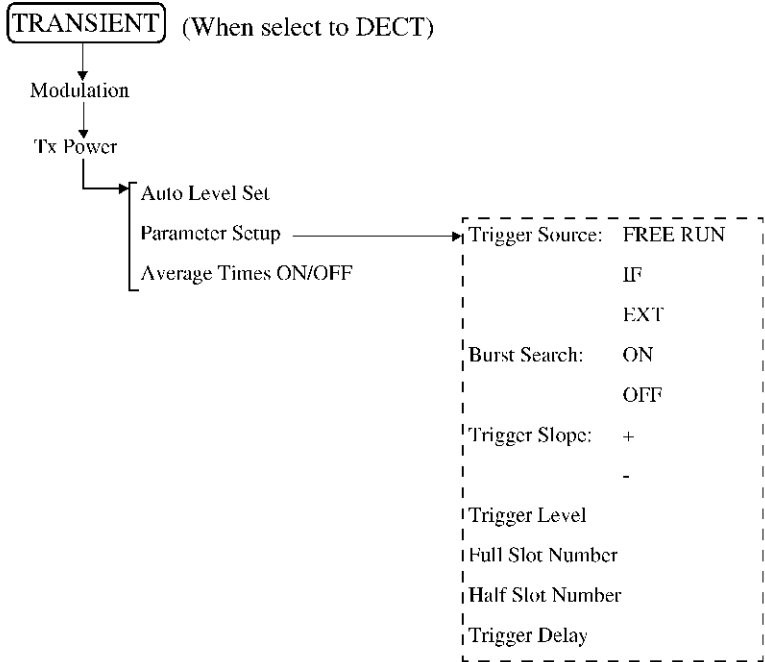 TRANSIENT (When select to DECT)
Modulation
Tx Power
Auto Level Set
Parameter Setup
Average Times ON/OFF
Trigger Source: FREE RUN
IF
EXT
Burst Search: ON
OFF
Trigger Slope: +
-
Trigger Level
Full Slot Number
Half Slot Number
Trigger Delay